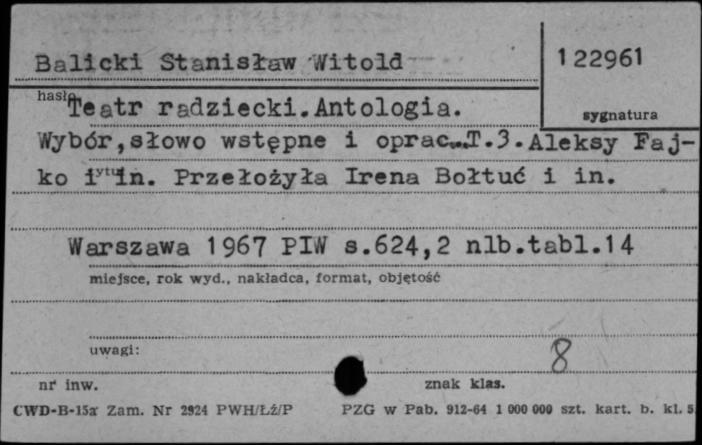 Balicki Stanisław Witold
122961
hasło
Teatr radziecki.Antologia.
sygnatura
Wybór,słowo wstępne i oprac...T.3.Aleksy Faj-
ko i in. Przełożyła Irena Bołtuć i in.
Warszawa 1967 PIW s.624,2 nlb.tabl.14
miejsce, rok wyd., nakładca, format, objętość
uwagi:
8
nr inw.
znak klas.
CWD-B-15a Zam. Nr 2924 PWH/Łź/P
PZG w Pab. 912-64 1 000 000 szt. kart. b. kl. 5